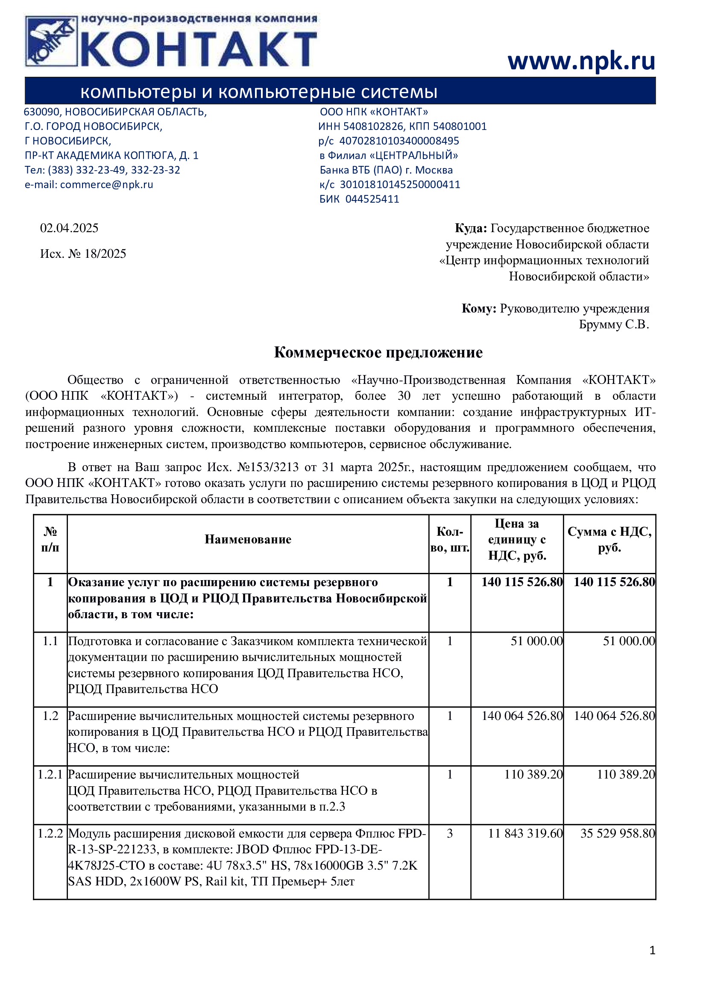 научно-производственная компания
КОНТАКТ
КОНТАКТ
www.npk.ru
компьютеры и компьютерные системы
630090, НОВОСИБИРСКАЯ ОБЛАСТЬ,
Г.О. ГОРОД НОВОСИБИРСК,
Г НОВОСИБИРСК,
ПР-КТ АКАДЕМИКА КОПТЮГА, Д. 1
Тел: (383) 332-23-49, 332-23-32
e-mail: commerce@npk.ru
ООО НПК «КОНТАКТ»
ИНН 5408102826, КПП 540801001
р/с 40702810103400008495
в Филиал «ЦЕНТРАЛЬНЫЙ»
Банка ВТБ (ПАО) г. Москва
к/с 30101810145250000411
БИК 044525411
02.04.2025
Исх. № 18/2025
Куда: Государственное бюджетное
учреждение Новосибирской области
«Центр информационных технологий
Новосибирской области»
Кому: Руководителю учреждения
Брумму С.В.
Коммерческое предложение
Общество с ограниченной ответственностью «Научно-Производственная Компания «КОНТАКТ»
(ООО НПК «КОНТАКТ») - системный интегратор, более 30 лет успешно работающий в области
информационных технологий. Основные сферы деятельности компании: создание инфраструктурных ИТ-
решений разного уровня сложности, комплексные поставки оборудования и программного обеспечения,
построение инженерных систем, производство компьютеров, сервисное обслуживание.
В ответ на Ваш запрос Исх. №153/3213 от 31 марта 2025г., настоящим предложением сообщаем, что
ООО НПК «КОНТАКТ» готово оказать услуги по расширению системы резервного копирования в ЦОД и РЦОД
Правительства Новосибирской области в соответствии с описанием объекта закупки на следующих условиях:
№
п/п
Наименование
Кол-
во, шт.
Цена за
единицу с
НДС, руб.
Сумма с НДС,
руб.
1
Оказание услуг по расширению системы резервного
копирования в ЦОД и РЦОД Правительства Новосибирской
области, в том числе:
1
140 115 526.80
140 115 526.80
1.1
Подготовка и согласование с Заказчиком комплекта технической
документации по расширению вычислительных мощностей
системы резервного копирования ЦОД Правительства НСО,
РЦОД Правительства НСО
1
51 000.00
51 000.00
1.2
Расширение вычислительных мощностей системы резервного
копирования в ЦОД Правительства НСО и РЦОД Правительства
НСО, в том числе:
1
140 064 526.80
140 064 526.80
1.2.1
Расширение вычислительных мощностей
ЦОД Правительства НСО, РЦОД Правительства НСО в
соответствии с требованиями, указанными в п.2.3
1
110 389.20
110 389.20
1.2.2
Модуль расширения дисковой емкости для сервера Фплюс FPD-
R-13-SP-221233, в комплекте: JBOD Фплюс FPD-13-DE-
4K78J25-CTO в составе: 4U 78x3.5" HS, 78x16000GB 3.5" 7.2K
SAS HDD, 2x1600W PS, Rail kit, ТП Премьер+ 5лет
3
11 843 319.60
35 529 958.80
1